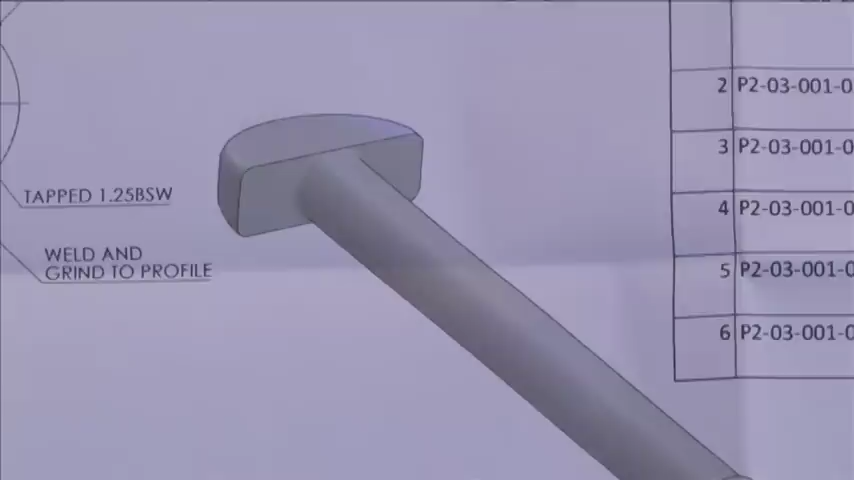 TAPPED 1.25BSW
WELD AND
GRIND TO PROFILE
2 P2-03-001-0
3 P2-03-001-0
4 P2-03-001-0
5 P2-03-001-0
6 P2-03-001-0